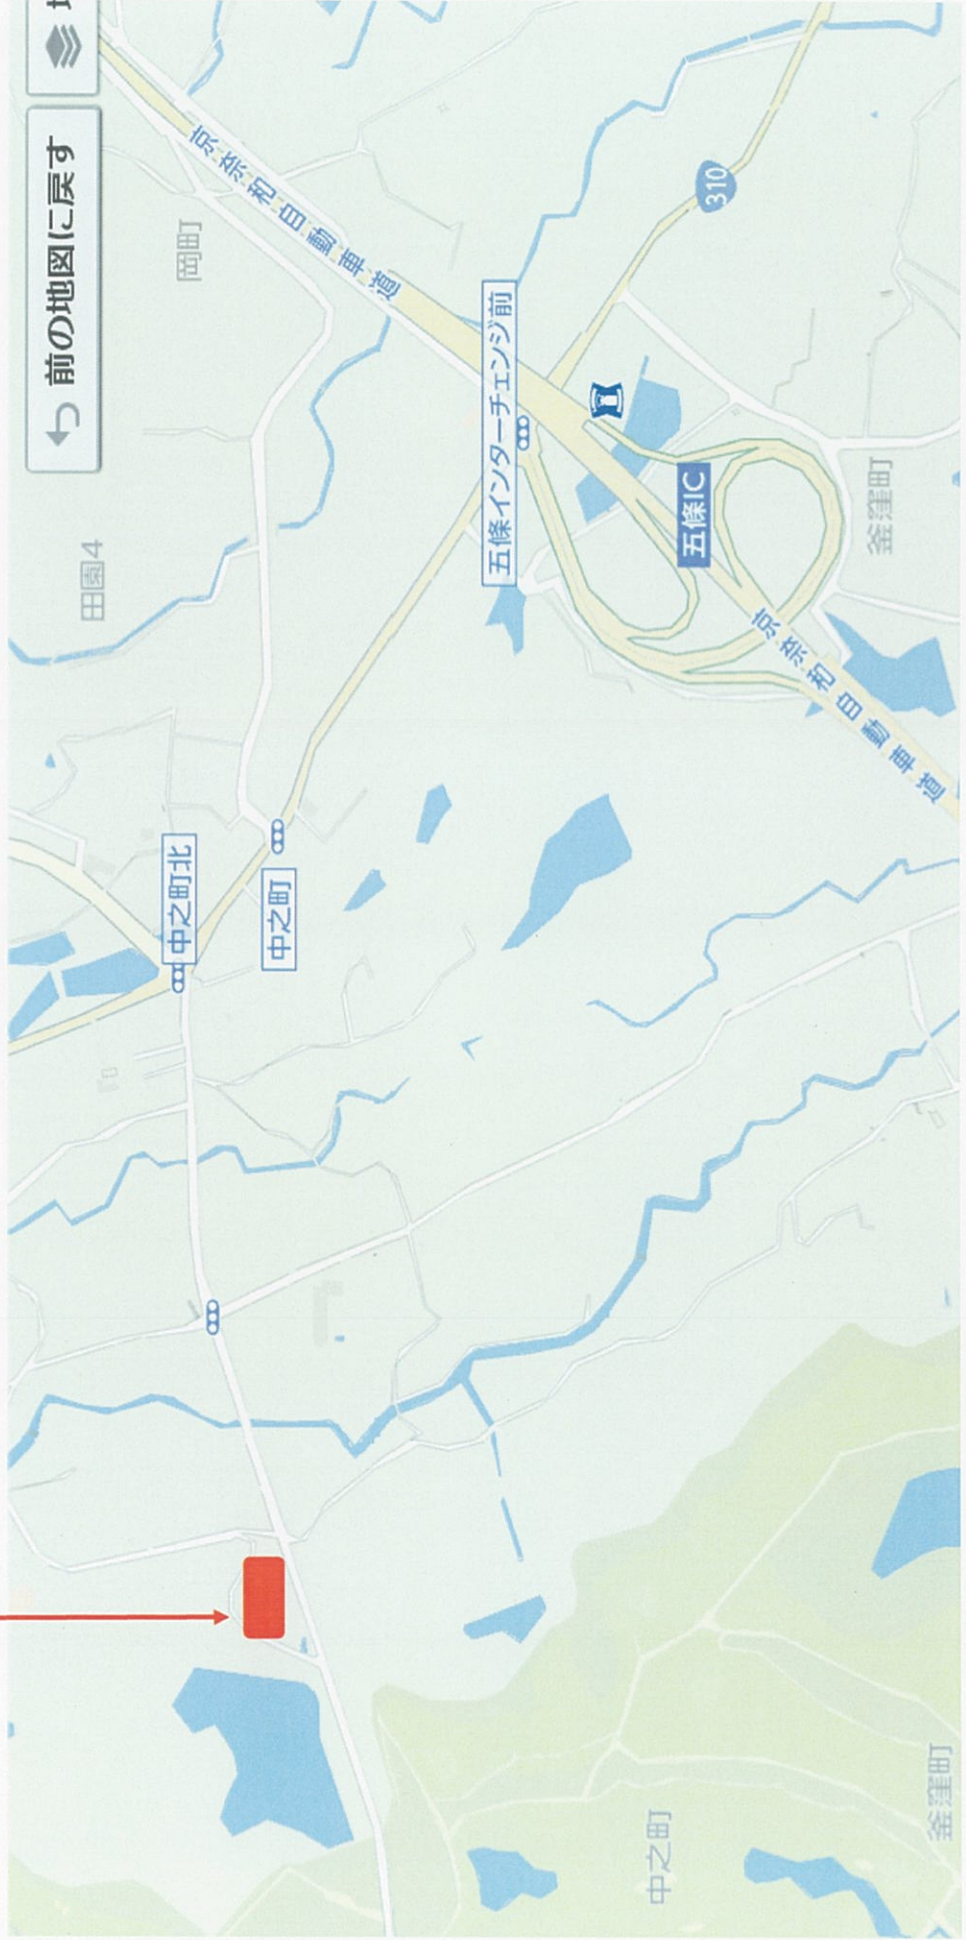 前の地図に戻す
田園4
中之町北
岡町
京奈和自動車道
中之町
五條インターチェンジ前
中之町
五條IC
310
京奈和自動車道
釜窪町
釜窪町